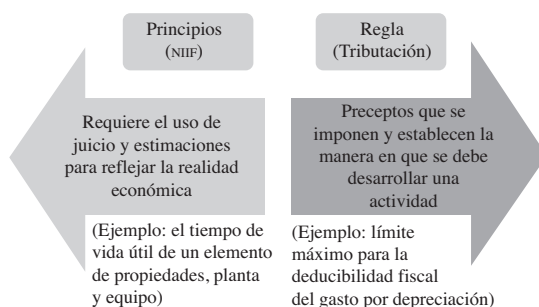 Principios
(NIIF)
Requiere el uso de
juicio y estimaciones
para reflejar la realidad
económica
(Ejemplo: el tiempo de
vida útil de un elemento
de propiedades, planta
y equipo)
Regla
(Tributación)
Preceptos que se
imponen y establecen la
manera en que se debe
desarrollar una
actividad
(Ejemplo: límite
máximo para la
deducibilidad fiscal
del gasto por depreciación)